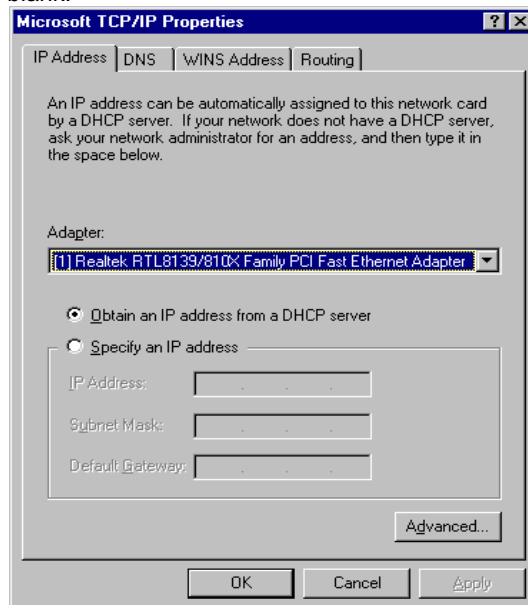 Microsoft TCP/IP Properties
IP Address DNS WINS Address Routing
An IP address can be automatically assigned to this network card
by a DHCP server. If your network does not have a DHCP server,
ask your network administrator for an address, and then type it in
the space below.
Adapter:
[1] Realtek RTL8139/810X Family PCI Fast Ethernet Adapter
Obtain an IP address from a DHCP server
Specify an IP address
IP Address:
Subnet Mask:
Default Gateway:
Advanced...
OK Cancel Apply